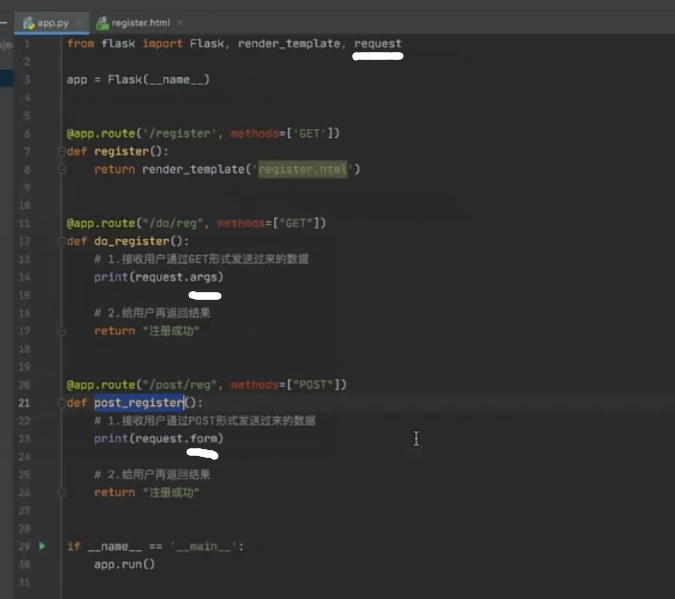 app.py
register.html
1 from flask import Flask, render_template, request
2
3 app = Flask(__name__)
4
5
6 @app.route('/register', methods=['GET'])
7 def register():
8 return render_template('register.html')
9
10
11 @app.route("/do/reg", methods=["GET"])
12 def do_register():
13 # 1.接收用户通过GET形式发送过来的数据
14 print(request.args)
15
16 # 2.给用户再返回结果
17 return "注册成功"
18
19
20 @app.route("/post/reg", methods=["POST"])
21 def post_register():
22 # 1.接收用户通过POST形式发送过来的数据
23 print(request.form)
24
25 # 2.给用户再返回结果
26 return "注册成功"
27
28
29 if __name__ == '__main__':
30 app.run()
31